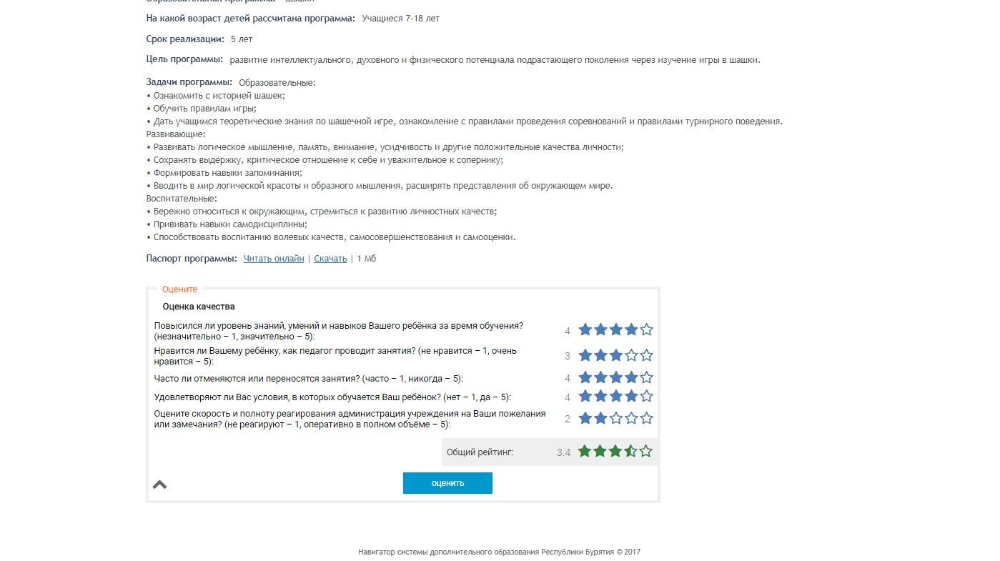 Образовательная программа: шашки
На какой возраст детей рассчитана программа: Учащиеся 7-18 лет
Срок реализации: 5 лет
Цель программы: развитие интеллектуального, духовного и физического потенциала подрастающего поколения через изучение игры в шашки.
Задачи программы: Образовательные:
• Ознакомить с историей шашек;
• Обучить правилам игры;
• Дать учащимся теоретические знания по шашечной игре, ознакомление с правилами проведения соревнований и правилами турнирного поведения.
Развивающие:
• Развивать логическое мышление, память, внимание, усидчивость и другие положительные качества личности;
• Сохранять выдержку, критическое отношение к себе и уважительное к сопернику;
• Формировать навыки запоминания;
• Вводить в мир логической красоты и образного мышления, расширять представления об окружающем мире.
Воспитательные:
• Бережно относиться к окружающим, стремиться к развитию личностных качеств;
• Прививать навыки самодисциплины;
• Способствовать воспитанию волевых качеств, самосовершенствования и самооценки.
Паспорт программы: Читать онлайн | Скачать | 1 Мб
Оцените
Оценка качества
Повысился ли уровень знаний, умений и навыков Вашего ребёнка за время обучения?
(незначительно – 1, значительно – 5): 4
Нравится ли Вашему ребёнку, как педагог проводит занятия? (не нравится – 1, очень
нравится – 5): 3
Часто ли отменяются или переносятся занятия? (часто – 1, никогда – 5): 4
Удовлетворяют ли Вас условия, в которых обучается Ваш ребёнок? (нет – 1, да – 5): 4
Оцените скорость и полноту реагирования администрация учреждения на Ваши пожелания
или замечания? (не реагируют – 1, оперативно в полном объёме – 5): 2
Общий рейтинг: 3.4
оценить
Навигатор системы дополнительного образования Республики Бурятия © 2017